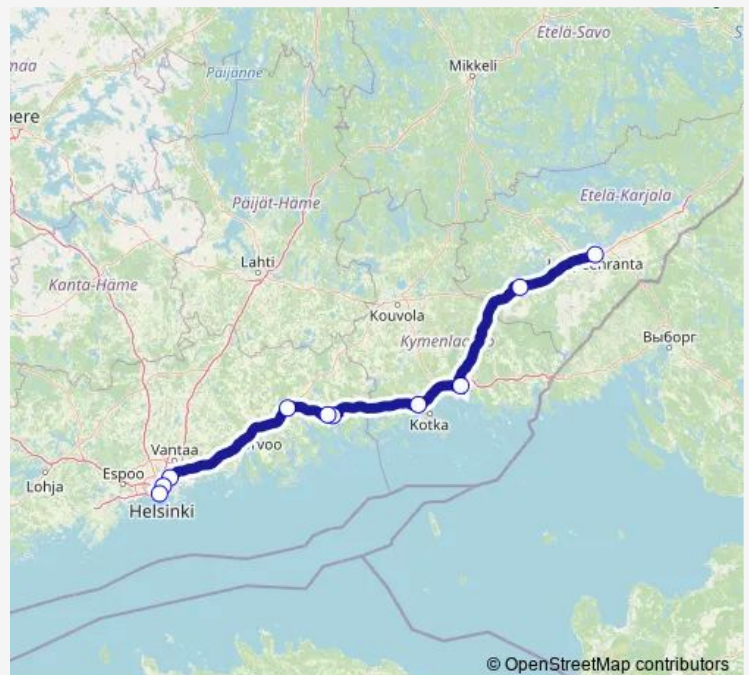 Etelä-Savo
Mikkeli
Päijänne
Etelä-Karjala
Päijät-Häme
Lahti
Kanta-Häme
Kouvola
Выборг
Kotka
Vantaa
Espoo
Lohja
Helsinki
© OpenStreetMap contributors